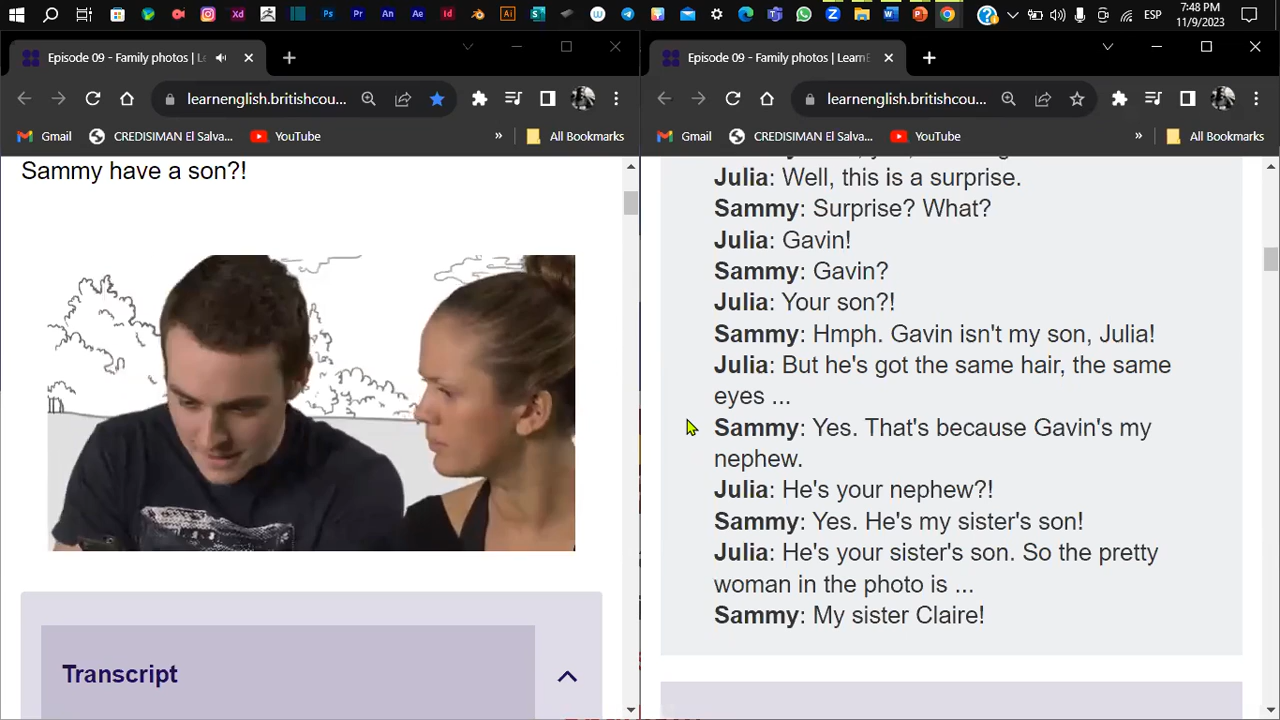 7:48 PM
ESP
11/9/2023
Episode 09 - Family photos | Le
Episode 09 - Family photos | LearnE
learnenglish.britishcou...
learnenglish.britishcou...
Gmail
CREDISIMAN El Salva...
YouTube
»
All Bookmarks
Gmail
CREDISIMAN El Salva...
YouTube
»
All Bookmarks
Sammy have a son?!
Transcript
Julia: Well, this is a surprise.
Sammy: Surprise? What?
Julia: Gavin!
Sammy: Gavin?
Julia: Your son?!
Sammy: Hmph. Gavin isn't my son, Julia!
Julia: But he's got the same hair, the same
eyes ...
Sammy: Yes. That's because Gavin's my
nephew.
Julia: He's your nephew?!
Sammy: Yes. He's my sister's son!
Julia: He's your sister's son. So the pretty
woman in the photo is ...
Sammy: My sister Claire!